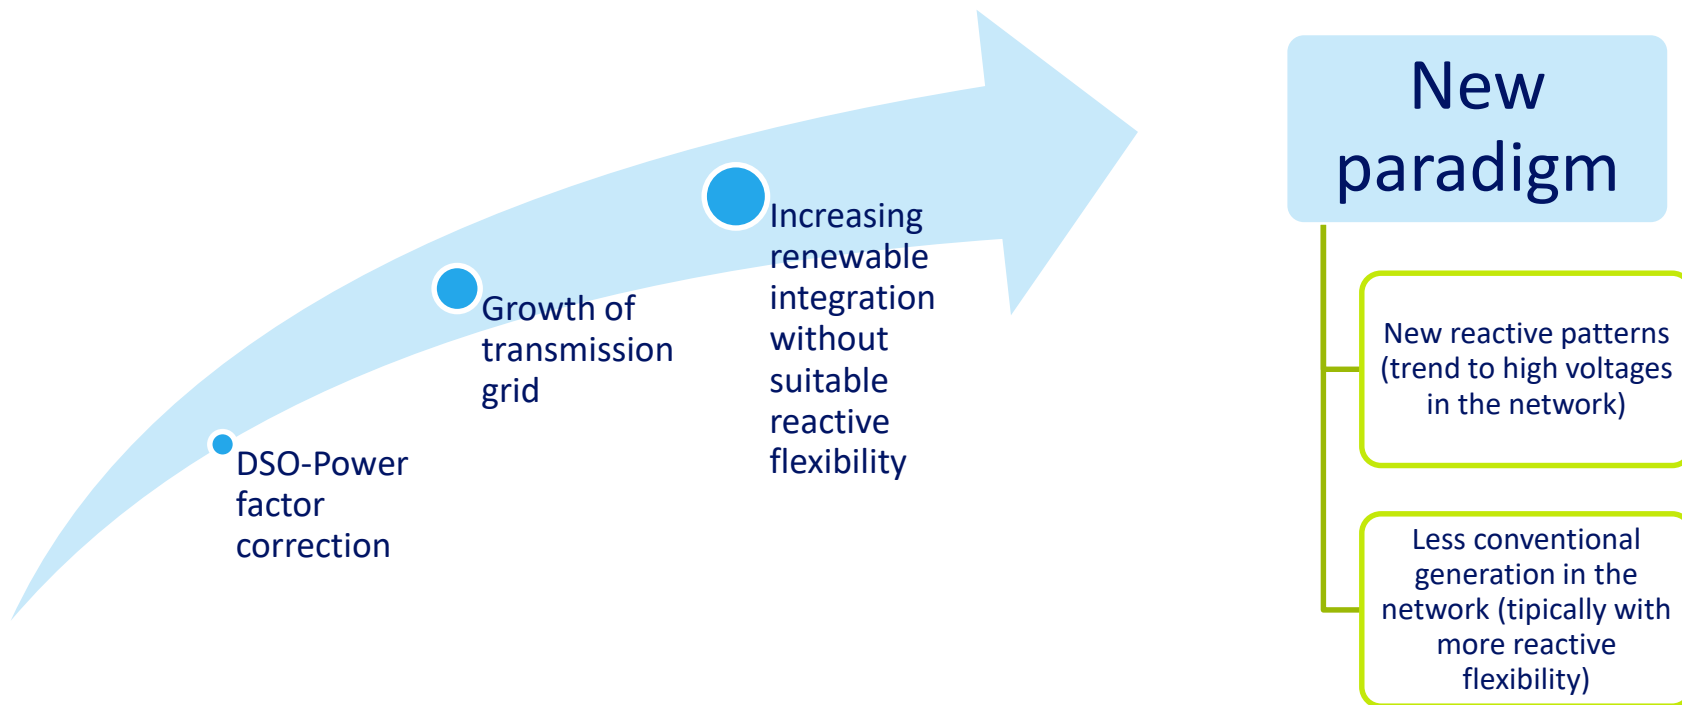 DSO-Power
factor
correction
Growth of
transmission
grid
Increasing
renewable
integration
without
suitable
reactive
flexibility
New
paradigm
New reactive patterns
(trend to high voltages
in the network)
Less conventional
generation in the
network (tipically with
more reactive
flexibility)